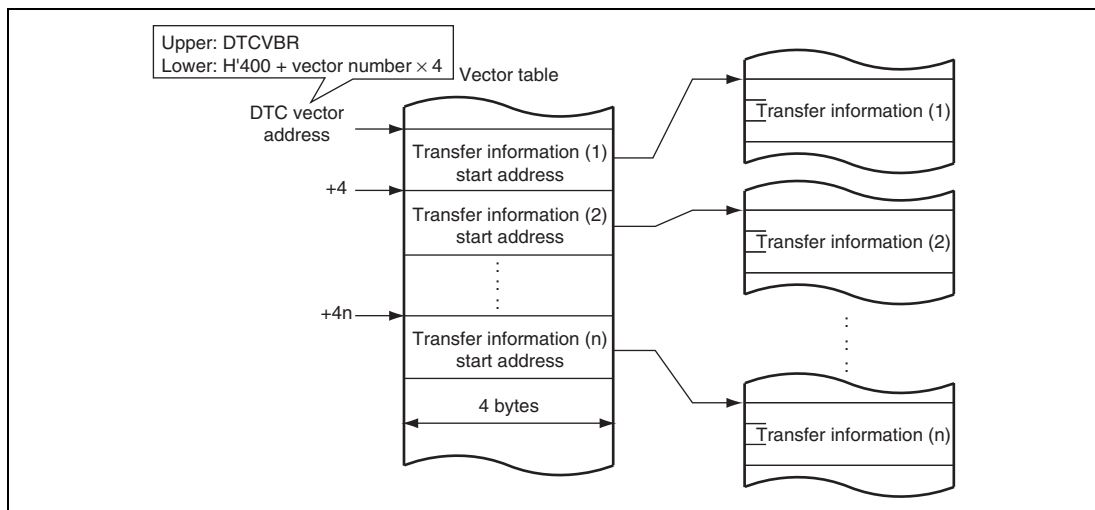 Upper: DTCVBR
Lower: H'400 + vector number × 4
Vector table
DTC vector
address
Transfer information (1)
start address
+4
Transfer information (2)
start address
+4n
Transfer information (n)
start address
4 bytes
Transfer information (1)
Transfer information (2)
Transfer information (n)